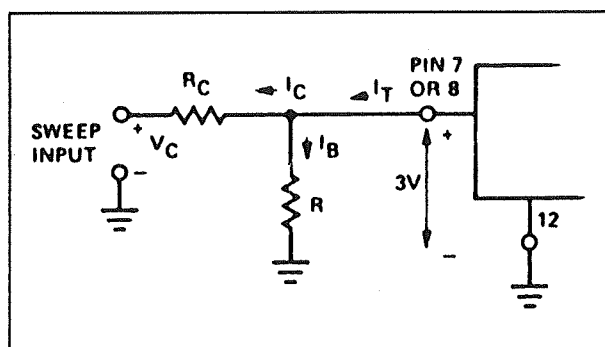 PIN 7
OR 8
RC
IC
IT
SWEEP
INPUT
+
VC
-
IB
R
+
3V
-
12